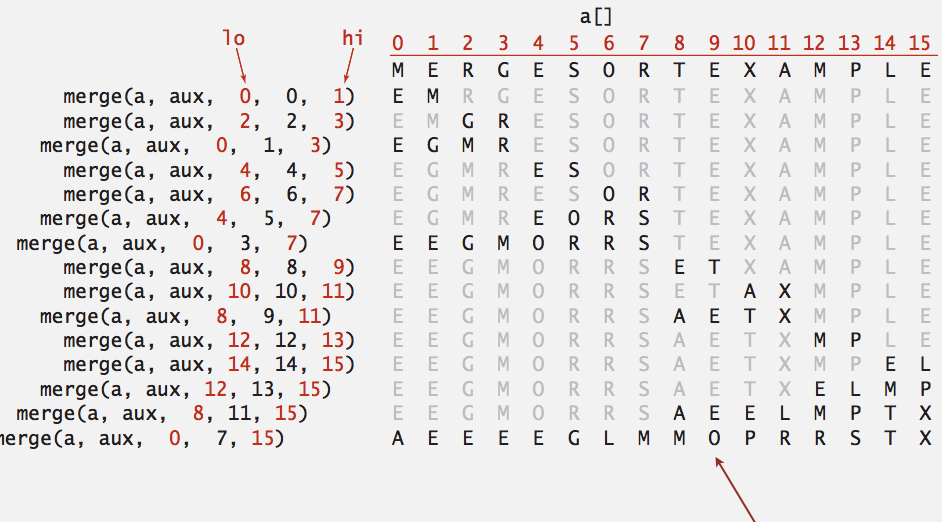 a[]
lo hi 0 1 2 3 4 5 6 7 8 9 10 11 12 13 14 15
M E R G E S O R T E X A M P L E
merge(a, aux, 0, 0, 1) E M R G E S O R T E X A M P L E
merge(a, aux, 2, 2, 3) E M G R E S O R T E X A M P L E
merge(a, aux, 0, 1, 3) E G M R E S O R T E X A M P L E
merge(a, aux, 4, 4, 5) E G M R E S O R T E X A M P L E
merge(a, aux, 6, 6, 7) E G M R E S O R T E X A M P L E
merge(a, aux, 4, 5, 7) E G M R E O R S T E X A M P L E
merge(a, aux, 0, 3, 7) E E G M O R R S T E X A M P L E
merge(a, aux, 8, 8, 9) E E G M O R R S E T X A M P L E
merge(a, aux, 10, 10, 11) E E G M O R R S E T A X M P L E
merge(a, aux, 8, 9, 11) E E G M O R R S A E T X M P L E
merge(a, aux, 12, 12, 13) E E G M O R R S A E T X M P L E
merge(a, aux, 14, 14, 15) E E G M O R R S A E T X M P E L
merge(a, aux, 12, 13, 15) E E G M O R R S A E T X E L M P
merge(a, aux, 8, 11, 15) E E G M O R R S A E E L M P T X
merge(a, aux, 0, 7, 15) A E E E E G L M M O P R R S T X